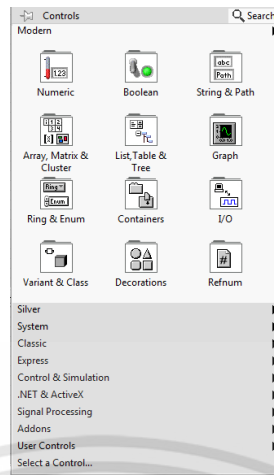 Controls
Search
Modern
1.23
Numeric
Boolean
abc
Path
String & Path
Array, Matrix & Cluster
List, Table & Tree
Graph
Ring
Enum
Ring & Enum
Containers
I/O
Variant & Class
Decorations
#
Refnum
Silver
System
Classic
Express
Control & Simulation
.NET & ActiveX
Signal Processing
Addons
User Controls
Select a Control...